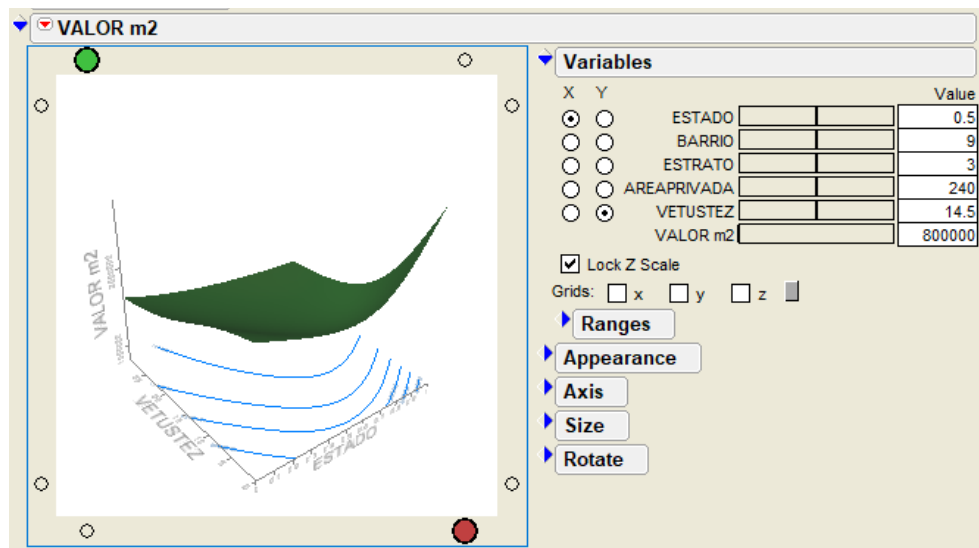 VALOR m2
Variables
X Y Value
ESTADO 0.5
BARRIO 9
ESTRATO 3
AREAPRIVADA 240
VETUSTEZ 14.5
VALOR m2 800000
Lock Z Scale
Grids: x y z
Ranges
Appearance
Axis
Size
Rotate
VALOR m2
VETUSTEZ
ESTADO